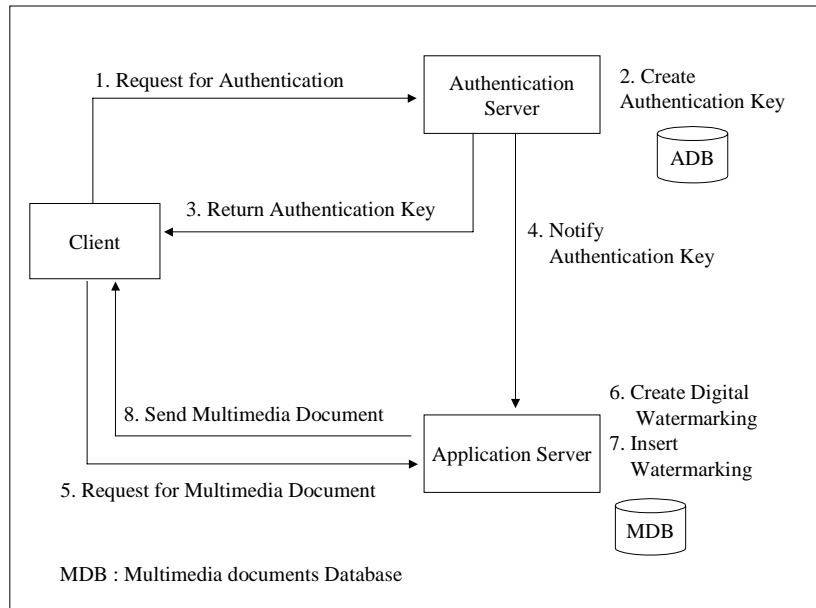 1. Request for Authentication
Authentication
Server
2. Create
Authentication Key
ADB
3. Return Authentication Key
Client
4. Notify
Authentication Key
8. Send Multimedia Document
6. Create Digital
Watermarking
Application Server
7. Insert
Watermarking
5. Request for Multimedia Document
MDB
MDB : Multimedia documents Database